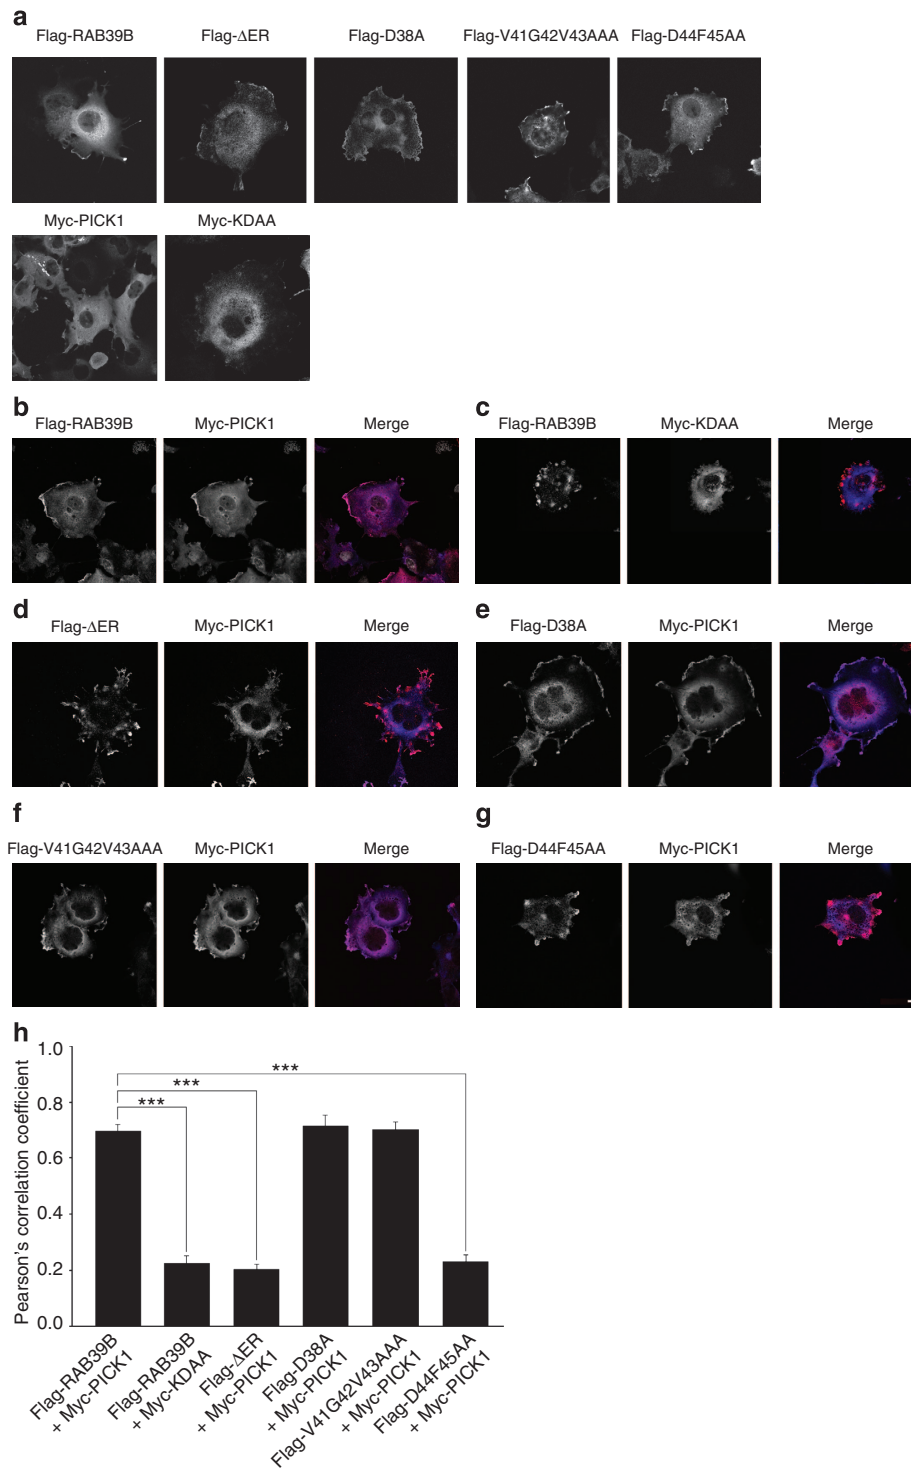 a
Flag-RAB39B Flag-ΔER Flag-D38A Flag-V41G42V43AAA Flag-D44F45AA
Myc-PICK1 Myc-KDAA
b
Flag-RAB39B Myc-PICK1 Merge
c
Flag-RAB39B Myc-KDAA Merge
d
Flag-ΔER Myc-PICK1 Merge
e
Flag-D38A Myc-PICK1 Merge
f
Flag-V41G42V43AAA Myc-PICK1 Merge
g
Flag-D44F45AA Myc-PICK1 Merge
h
Pearson's correlation coefficient
1.0
0.8
0.6
0.4
0.2
0.0
***
***
***
Flag-RAB39B
+ Myc-PICK1
Flag-RAB39B
+ Myc-KDAA
Flag-ΔER
+ Myc-PICK1
Flag-D38A
+ Myc-PICK1
Flag-V41G42V43AAA
+ Myc-PICK1
Flag-D44F45AA
+ Myc-PICK1